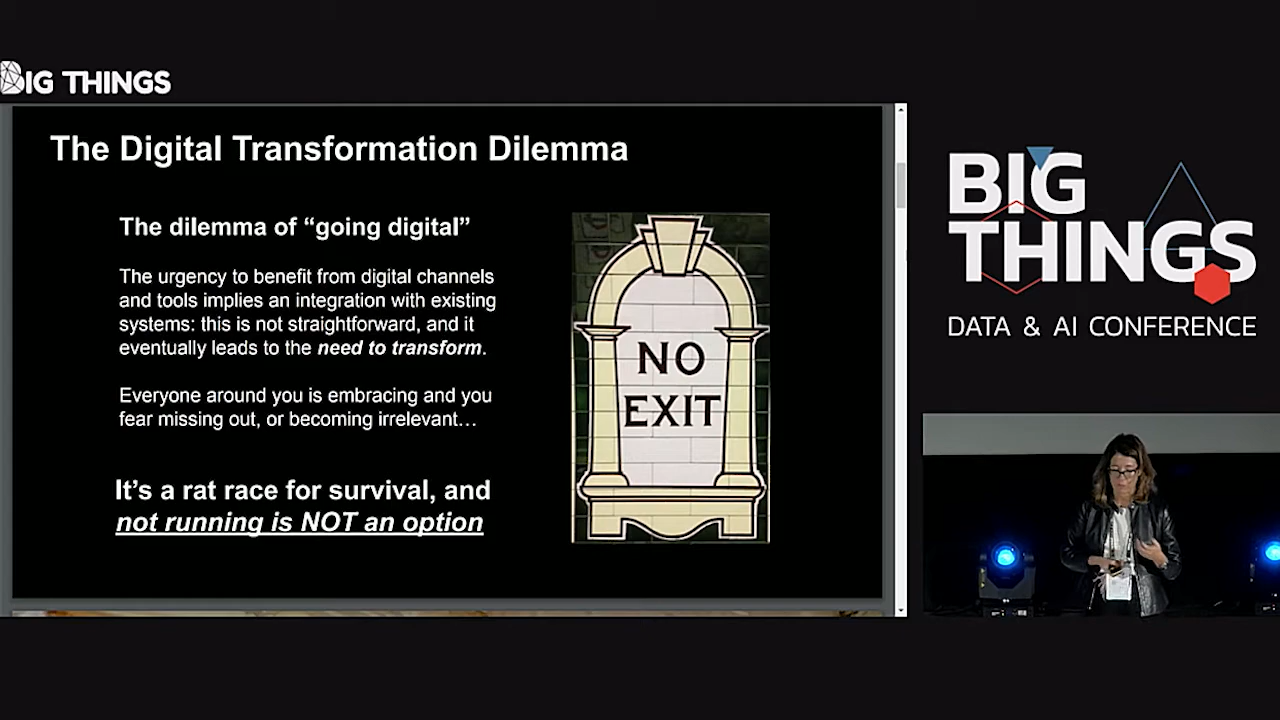 BIG THINGS
The Digital Transformation Dilemma
The dilemma of “going digital”
The urgency to benefit from digital channels
and tools implies an integration with existing
systems: this is not straightforward, and it
eventually leads to the need to transform.
Everyone around you is embracing and you
fear missing out, or becoming irrelevant…
It’s a rat race for survival, and
not running is NOT an option
NO
EXIT
BIG
THINGS
DATA & AI CONFERENCE